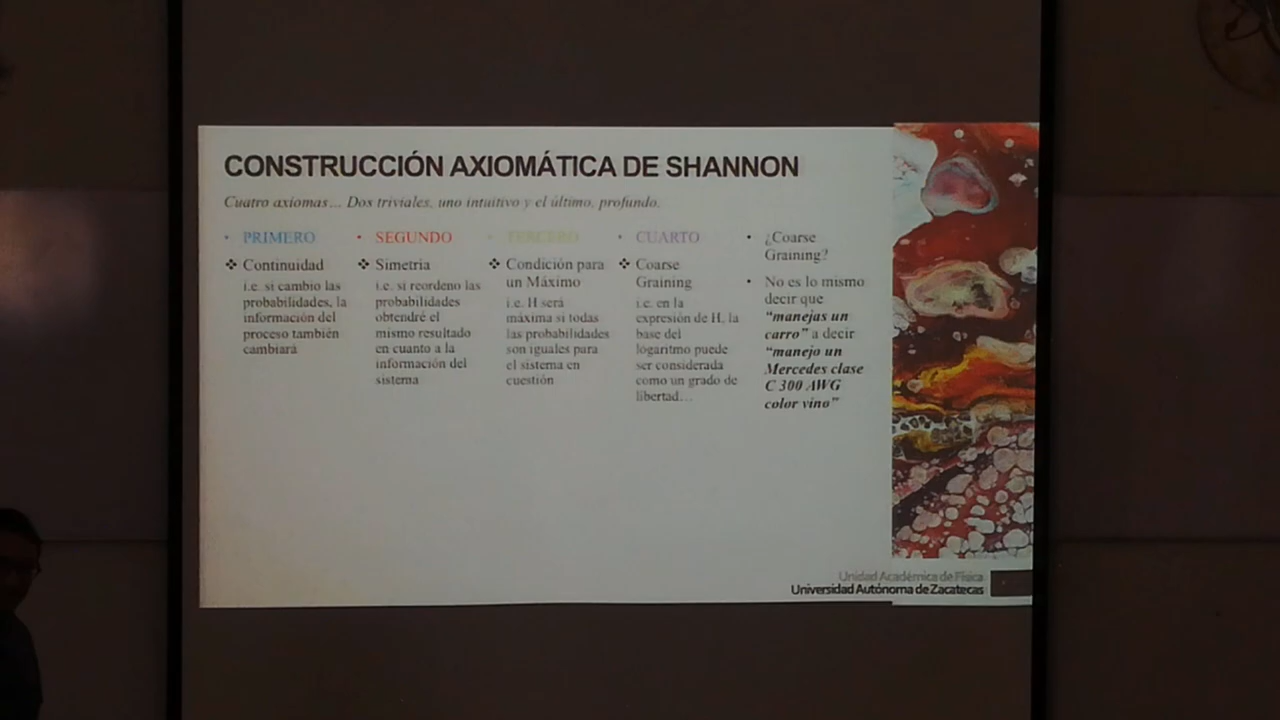 CONSTRUCCIÓN AXIOMÁTICA DE SHANNON
Cuatro axiomas... Dos triviales, uno intuitivo y el último, profundo.
• PRIMERO
❖ Continuidad
i.e. si cambio las
probabilidades, la
información del
proceso también
cambiará
• SEGUNDO
❖ Simetría
i.e. si reordeno las
probabilidades
obtendré el
mismo resultado
en cuanto a la
información del
sistema
• TERCERO
❖ Condición para
un Máximo
i.e. H será
máxima si todas
las probabilidades
son iguales para
el sistema en
cuestión
• CUARTO
❖ Coarse
Graining
i.e. en la
expresión de H, la
base del
lógaritmo puede
ser considerada
como un grado de
libertad...
• ¿Coarse
Graining?
• No es lo mismo
decir que
“manejas un
carro” a decir
“manejo un
Mercedes clase
C 300 AWG
color vino”
Unidad Académica de Física
Universidad Autónoma de Zacatecas